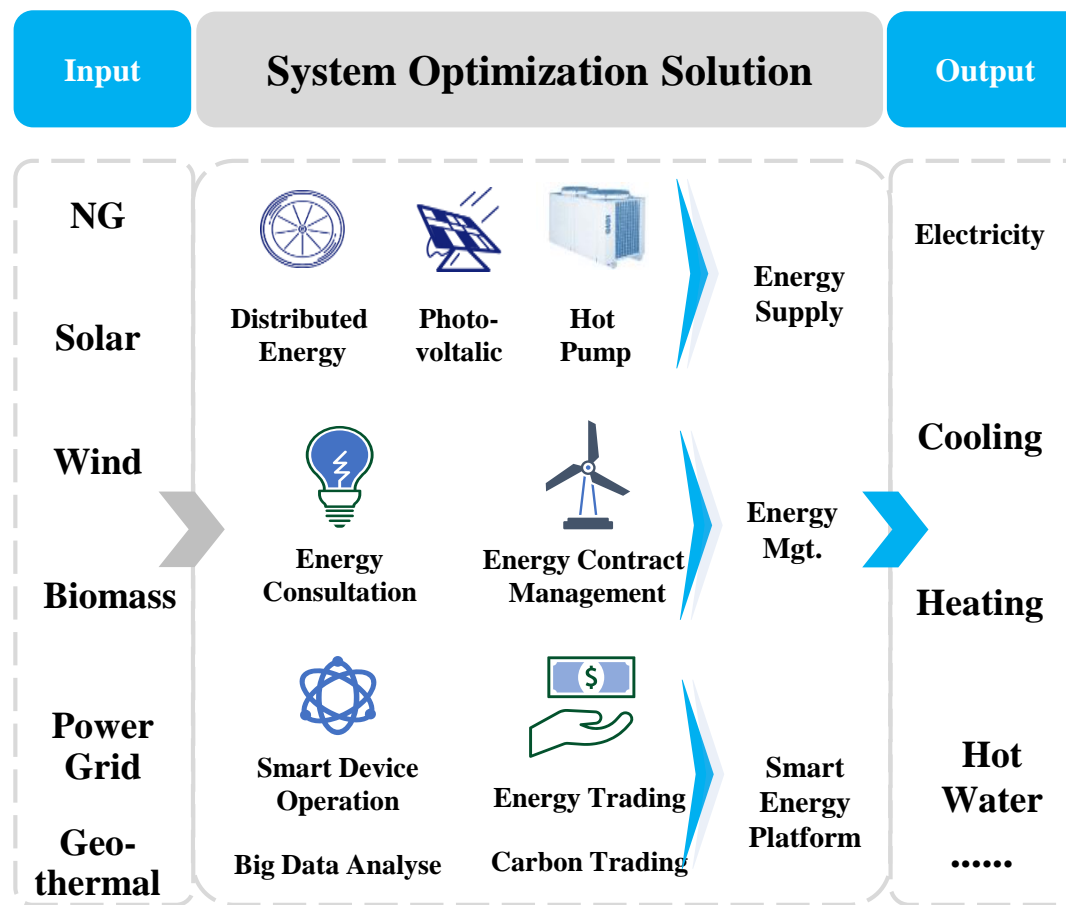 Input
System Optimization Solution
Output
NG
Solar
Wind
Biomass
Power
Grid
Geo-
thermal
Distributed
Energy
Photo-
voltalic
Hot
Pump
Energy
Supply
Energy
Consultation
Energy Contract
Management
Energy
Mgt.
$
Smart Device
Operation
Big Data Analyse
Energy Trading
Carbon Trading
Smart
Energy
Platform
Electricity
Cooling
Heating
Hot
Water
......